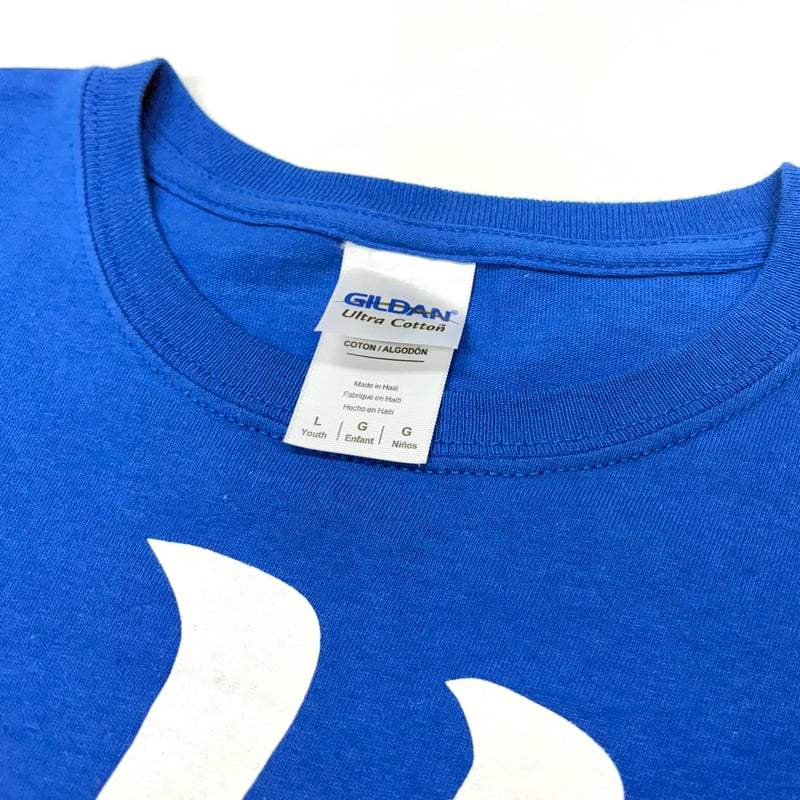 GILDAN®
Ultra Cotton
COTON / ALGODÓN
Made in Haiti
Fabriqué en Haïti
Hecho en Haití
L G G
Youth Enfant Niños